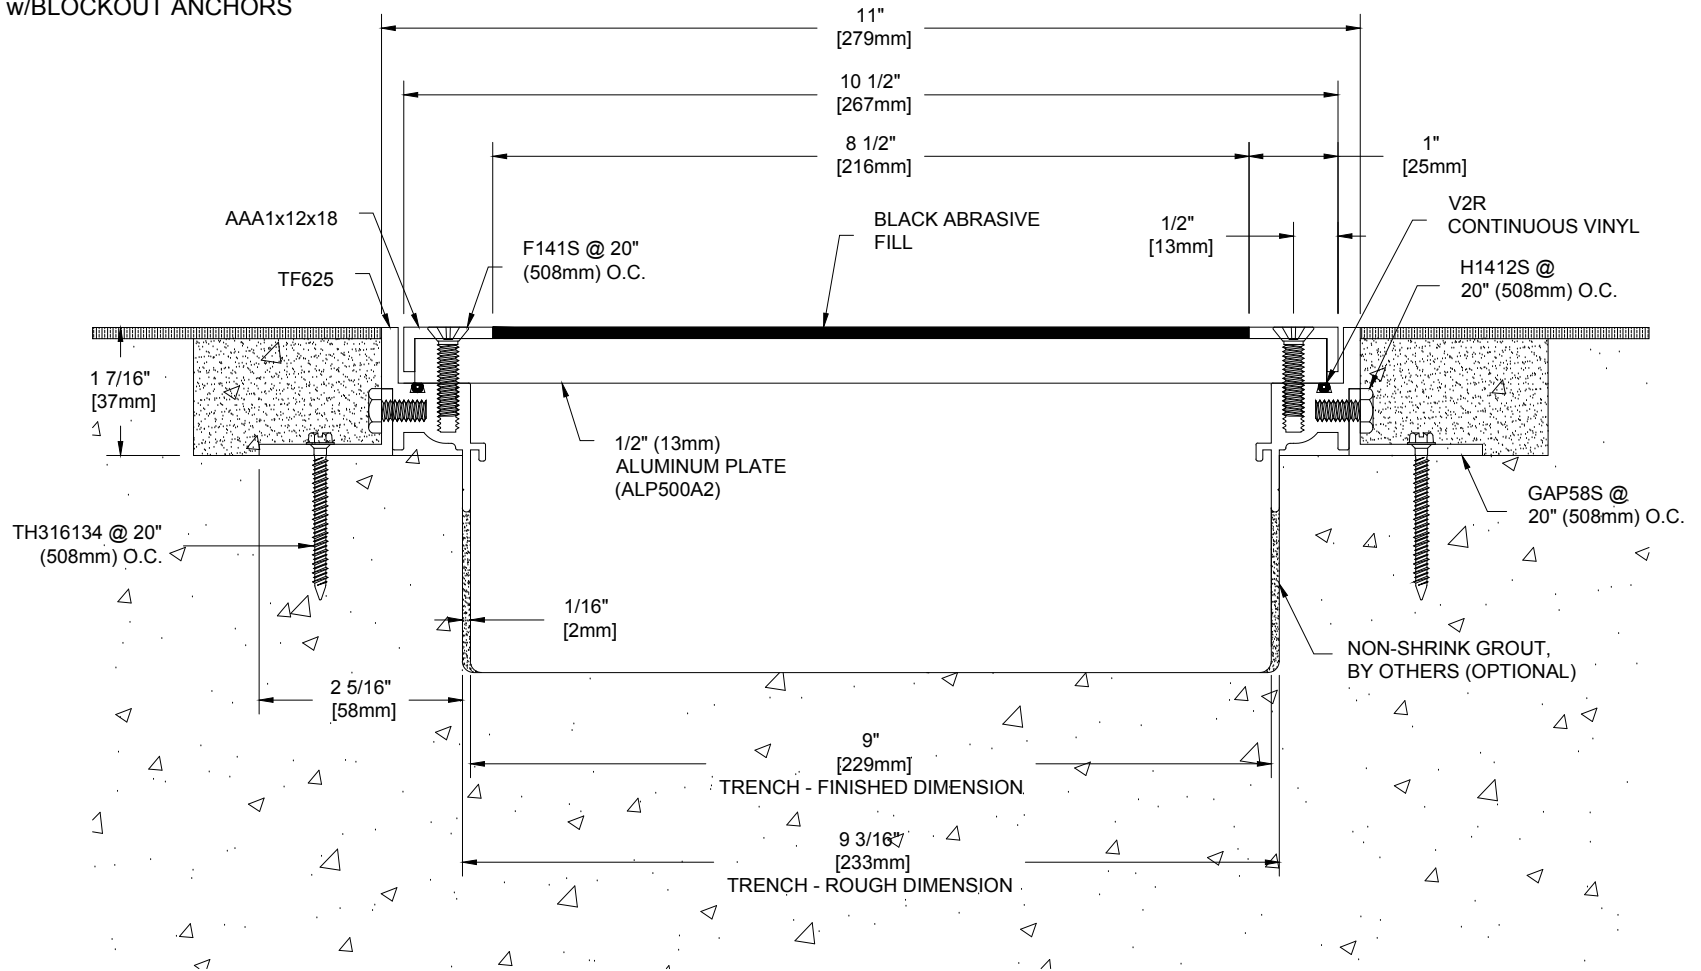 w/BLOCKOUT ANCHORS
11"
[279mm]
10 1/2"
[267mm]
8 1/2"
[216mm]
1"
[25mm]
AAA1x12x18
TF625
F141S @ 20"
(508mm) O.C.
BLACK ABRASIVE
FILL
1/2"
[13mm]
V2R
CONTINUOUS VINYL
H1412S @
20" (508mm) O.C.
1 7/16"
[37mm]
1/2" (13mm)
ALUMINUM PLATE
(ALP500A2)
GAP58S @
20" (508mm) O.C.
TH316134 @ 20"
(508mm) O.C.
1/16"
[2mm]
NON-SHRINK GROUT,
BY OTHERS (OPTIONAL)
2 5/16"
[58mm]
9"
[229mm]
TRENCH - FINISHED DIMENSION
9 3/16"
[233mm]
TRENCH - ROUGH DIMENSION